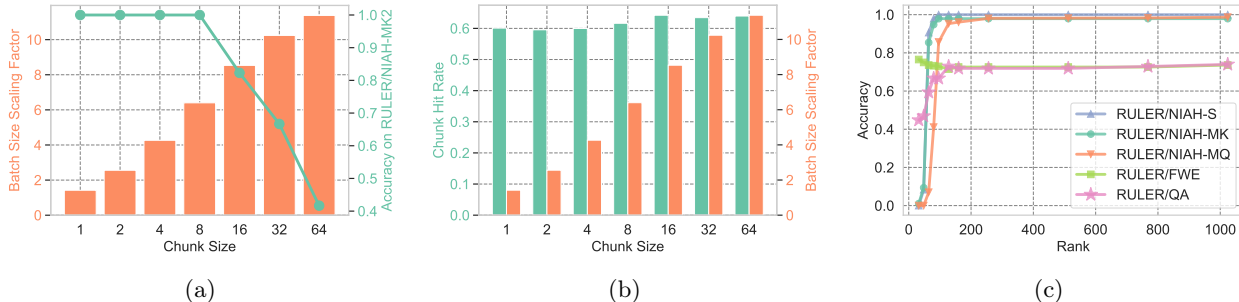 10
8
6
4
2
0
Batch Size Scaling Factor
1.0
0.9
0.8
0.7
0.6
0.5
0.4
Accuracy on RULER/NIAH-MK2
1 2 4 8 16 32 64
Chunk Size
(a)
0.6
0.5
0.4
0.3
0.2
0.1
0.0
Chunk Hit Rate
10
8
6
4
2
0
Batch Size Scaling Factor
1 2 4 8 16 32 64
Chunk Size
(b)
1.0
0.8
0.6
0.4
0.2
0.0
Accuracy
RULER/NIAH-S
RULER/NIAH-MK
RULER/NIAH-MQ
RULER/FWE
RULER/QA
0 200 400 600 800 1000
Rank
(c)